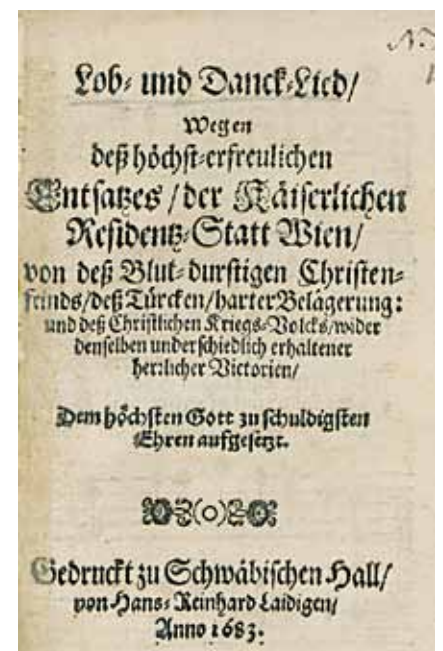 Lob- und Danck-Lied/
Wegen
deß höchst-erfreulichen
Entsatzes / der Käiserlichen
Residentz-Statt Wien/
von deß Blut-durstigen Christen-
feinds/deß Türcken/harter Belägerung:
und deß Christlichen Kriegs-Volcks/wider
denselben underschiedlich erhaltener
herrlicher Victorien/
Dem höchsten Gott zu schuldigsten
Ehren aufgesetzt.
Gedruckt zu Schwäbischen Hall/
von Hans-Reinhard Laidigen/
Anno 1683.